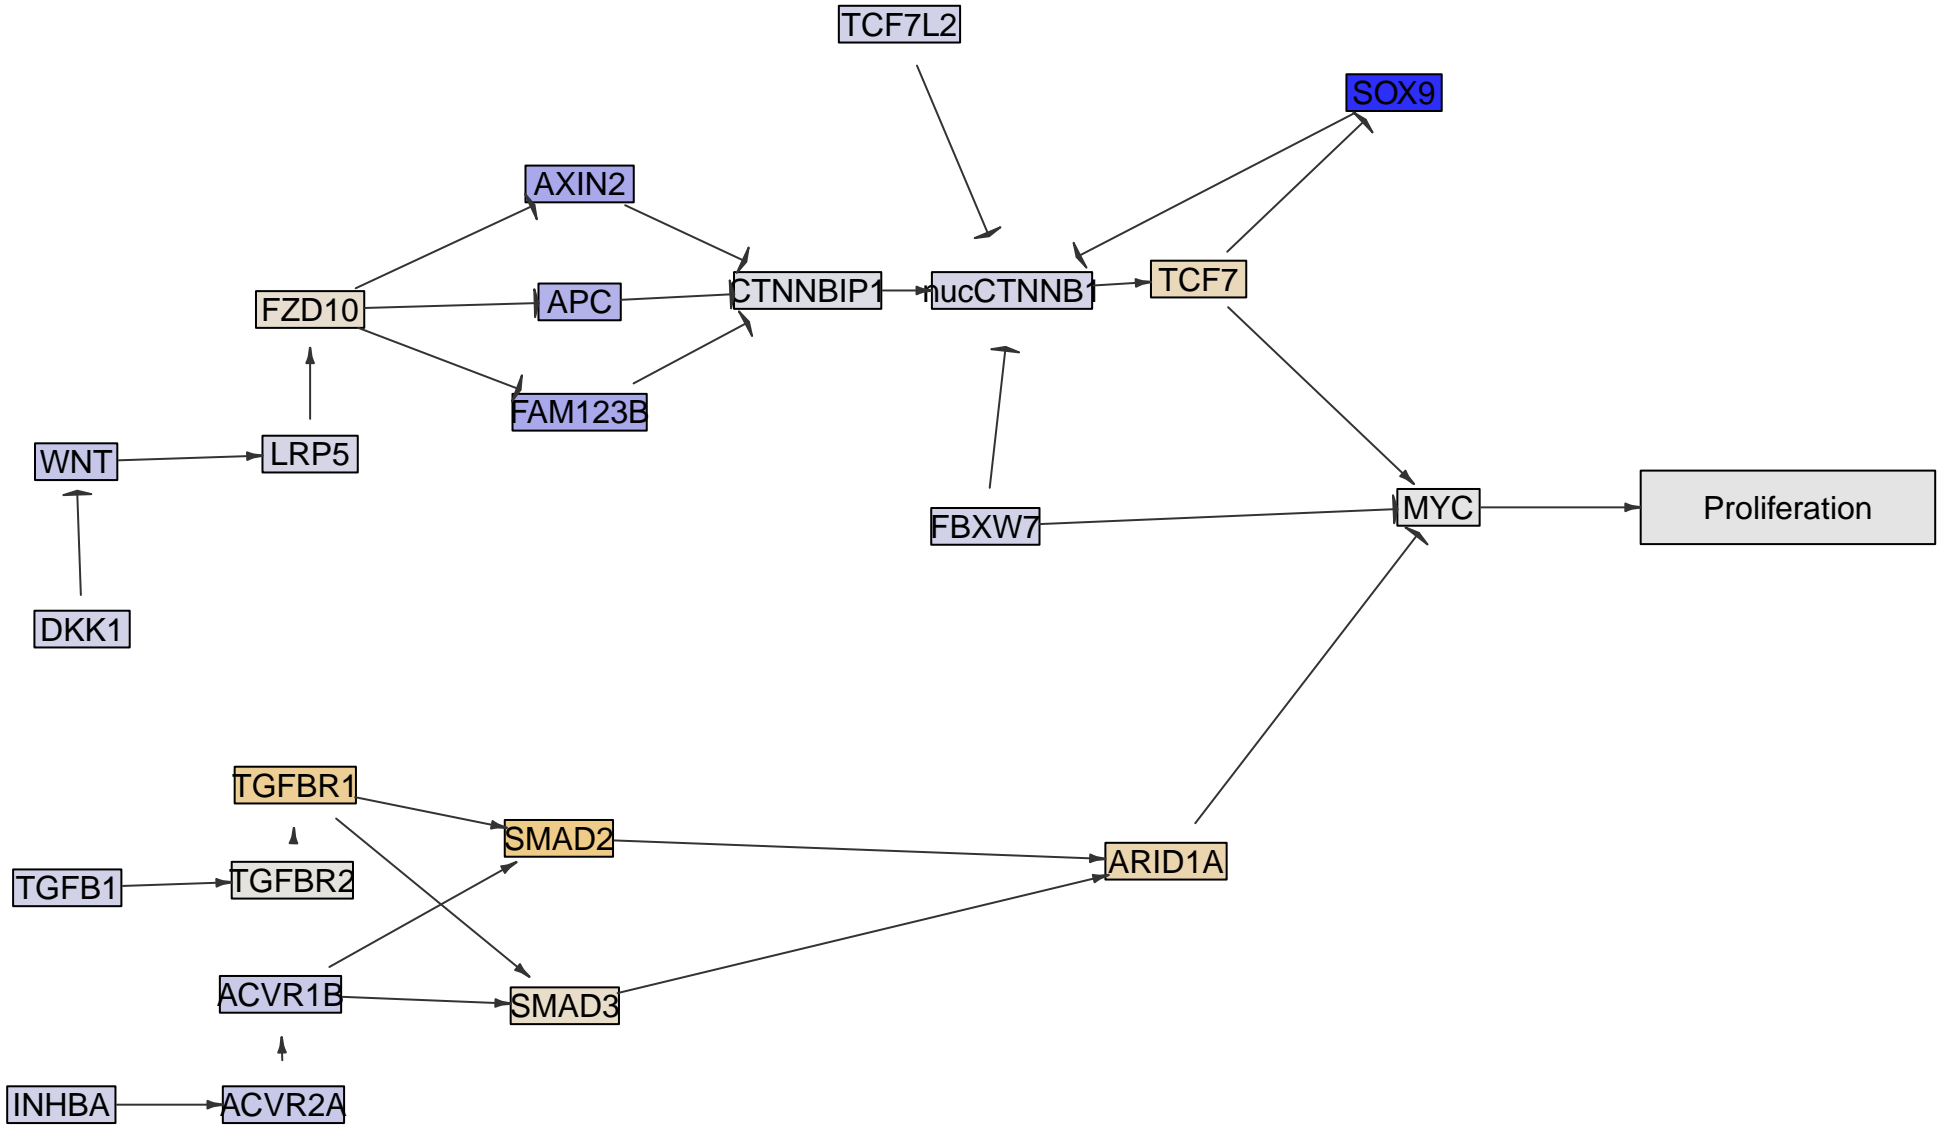 TCF7L2
SOX9
AXIN2
TCF7
CTNNBIP1
nucCTNNB1
APC
FZD10
FAM123B
LRP5
WNT
MYC
Proliferation
FBXW7
DKK1
TGFBR1
SMAD2
ARID1A
TGFBR2
TGFB1
ACVR1B
SMAD3
INHBA
ACVR2A